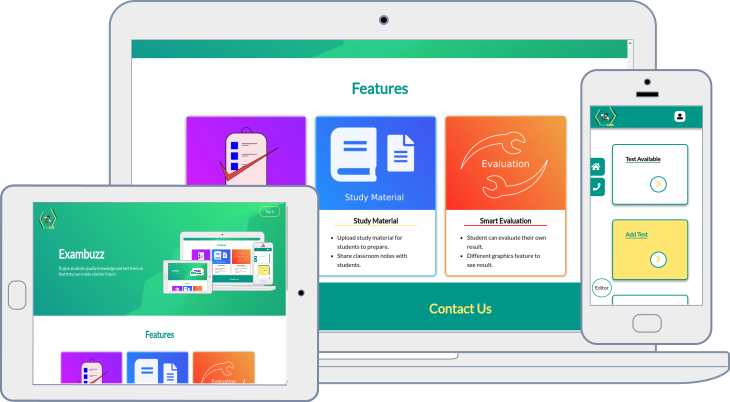 Features
Study Material
Evaluation
Study Material
Upload study material for
students to prepare.
Share classroom notes with
students.
Smart Evaluation
Student can evaluate their own
result.
Different graphics feature to
see result.
Contact Us
Exambuzz
To give students quality knowledge and test them so
that they can create a better future.
Features
Evaluation
Test Available
Add Test
Editor